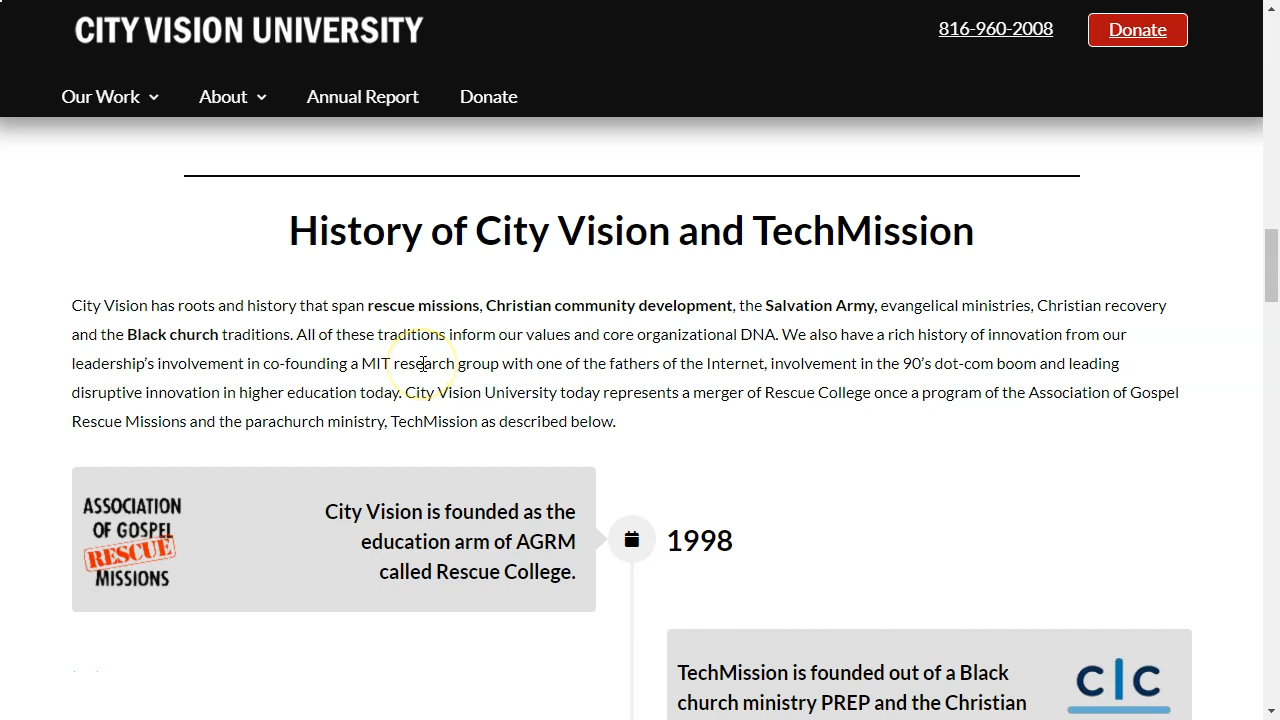 CITY VISION UNIVERSITY
816-960-2008
Donate
Our Work
About
Annual Report
Donate
History of City Vision and TechMission
City Vision has roots and history that span rescue missions, Christian community development, the Salvation Army, evangelical ministries, Christian recovery
and the Black church traditions. All of these traditions inform our values and core organizational DNA. We also have a rich history of innovation from our
leadership's involvement in co-founding a MIT research group with one of the fathers of the Internet, involvement in the 90's dot-com boom and leading
disruptive innovation in higher education today. City Vision University today represents a merger of Rescue College once a program of the Association of Gospel
Rescue Missions and the parachurch ministry, TechMission as described below.
ASSOCIATION
OF GOSPEL
RESCUE
MISSIONS
City Vision is founded as the
education arm of AGRM
called Rescue College.
1998
TechMission is founded out of a Black
church ministry PREP and the Christian
C|C